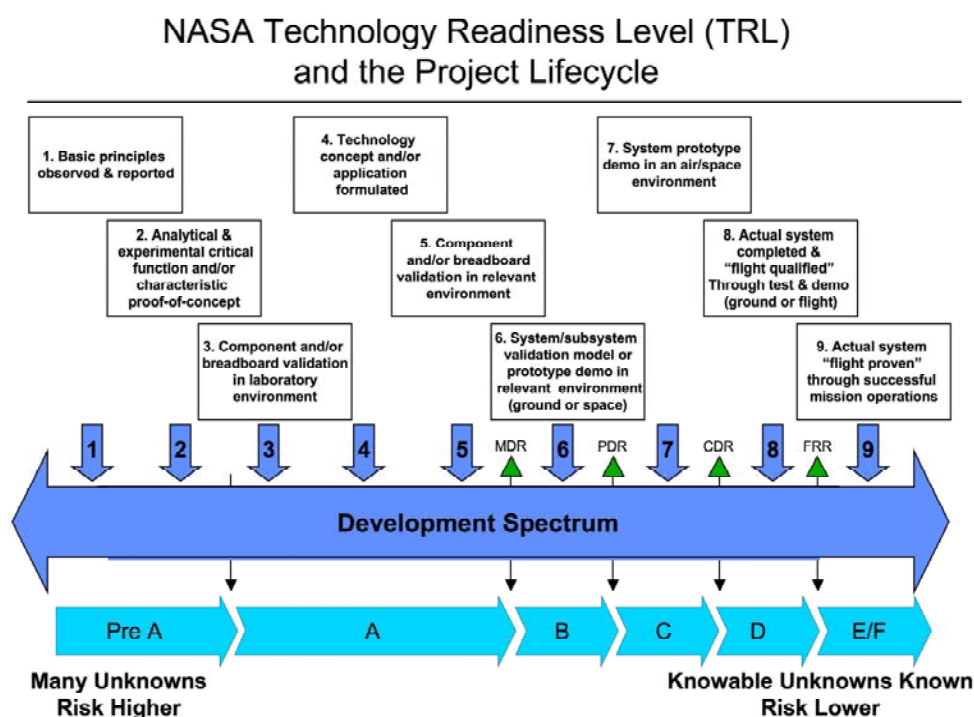 NASA Technology Readiness Level (TRL)
and the Project Lifecycle
1. Basic principles
observed & reported
2. Analytical &
experimental critical
function and/or
characteristic
proof-of-concept
3. Component and/or
breadboard validation
in laboratory
environment
4. Technology
concept and/or
application
formulated
5. Component
and/or breadboard
validation in relevant
environment
6. System/subsystem
validation model or
prototype demo in
relevant environment
(ground or space)
7. System prototype
demo in an air/space
environment
8. Actual system
completed &
“flight qualified”
Through test & demo
(ground or flight)
9. Actual system
“flight proven”
through successful
mission operations
1 2 3 4 5 MDR 6 PDR 7 CDR 8 FRR 9
Development Spectrum
Pre A A B C D E/F
Many Unknowns
Risk Higher
Knowable Unknowns Known
Risk Lower